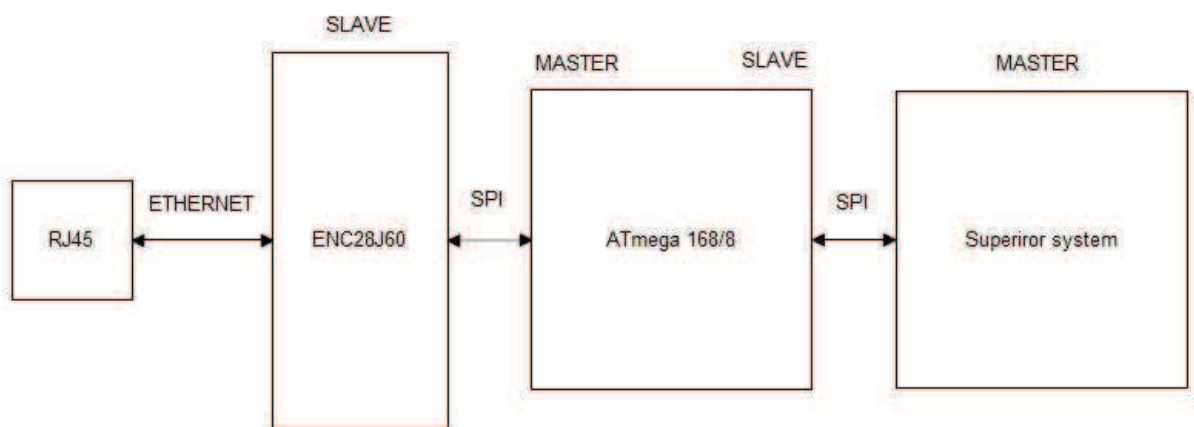 SLAVE
MASTER
SLAVE
MASTER
ETHERNET
SPI
SPI
RJ45
ENC28J60
ATmega 168/8
Superiror system